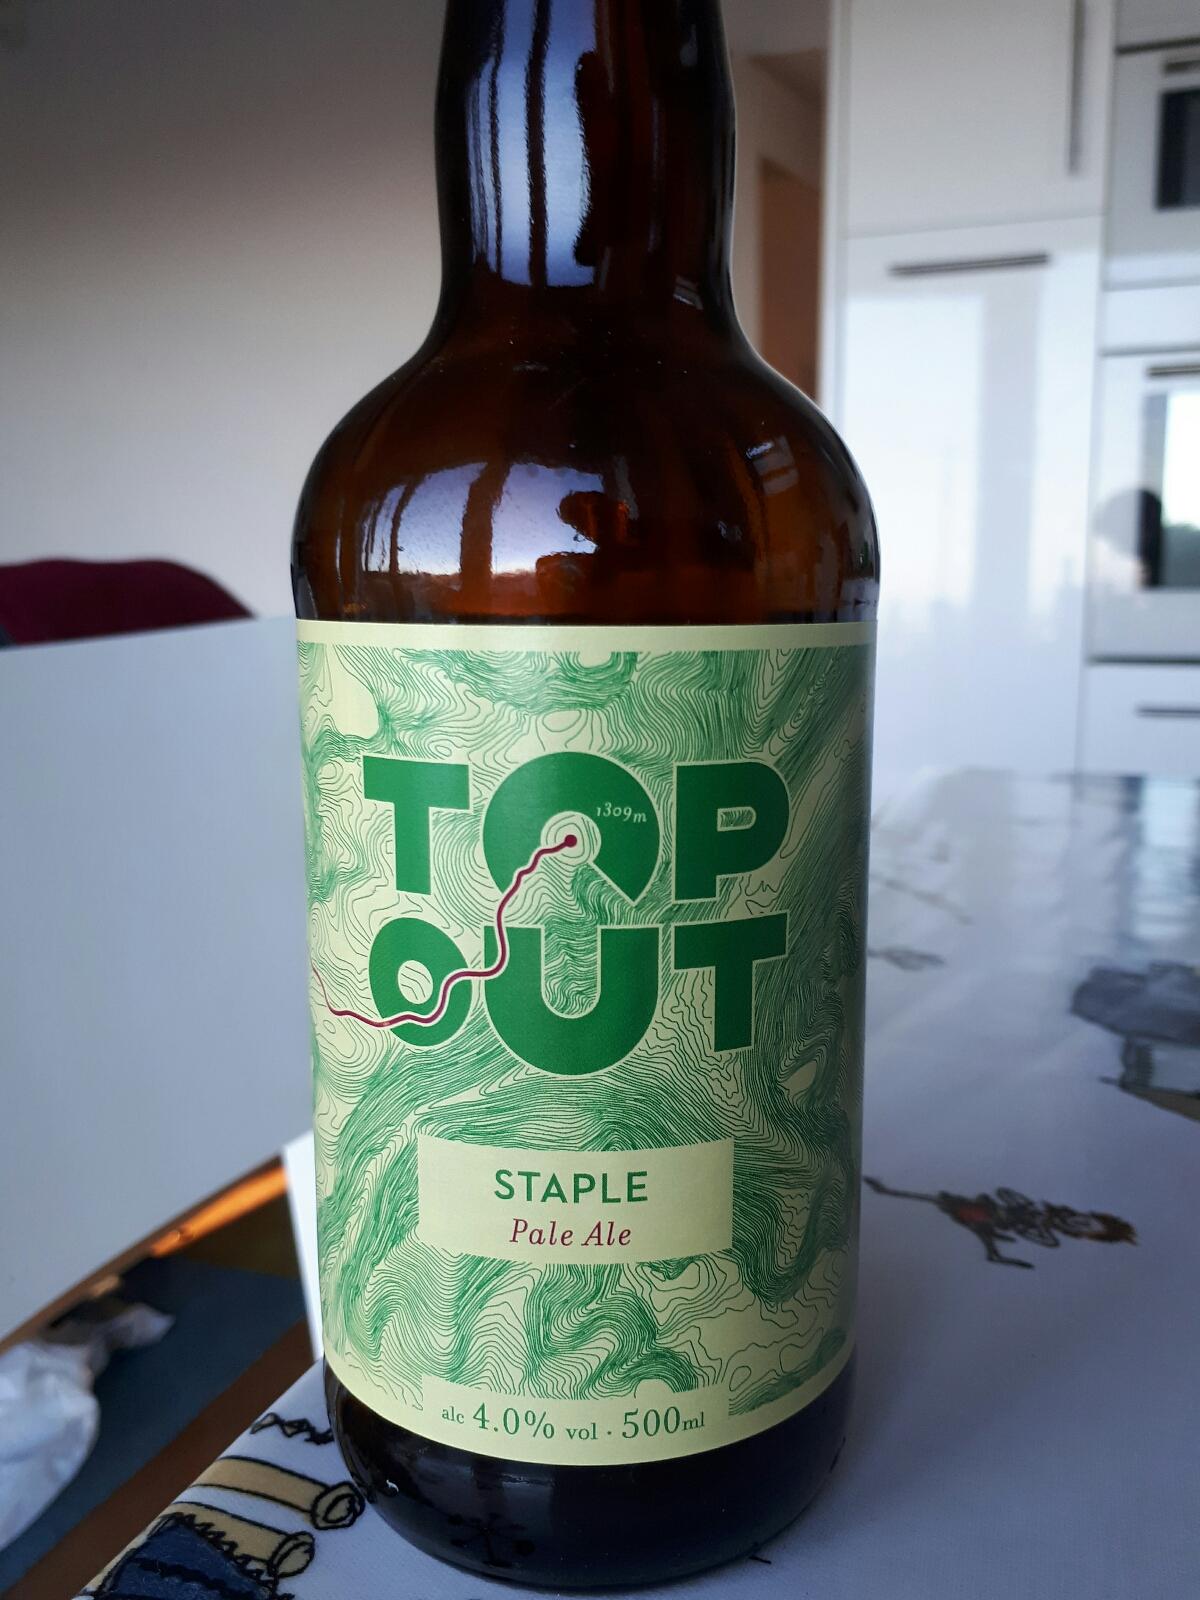 TOP
1309m
OUT
STAPLE
Pale Ale
alc 4.0% vol · 500ml